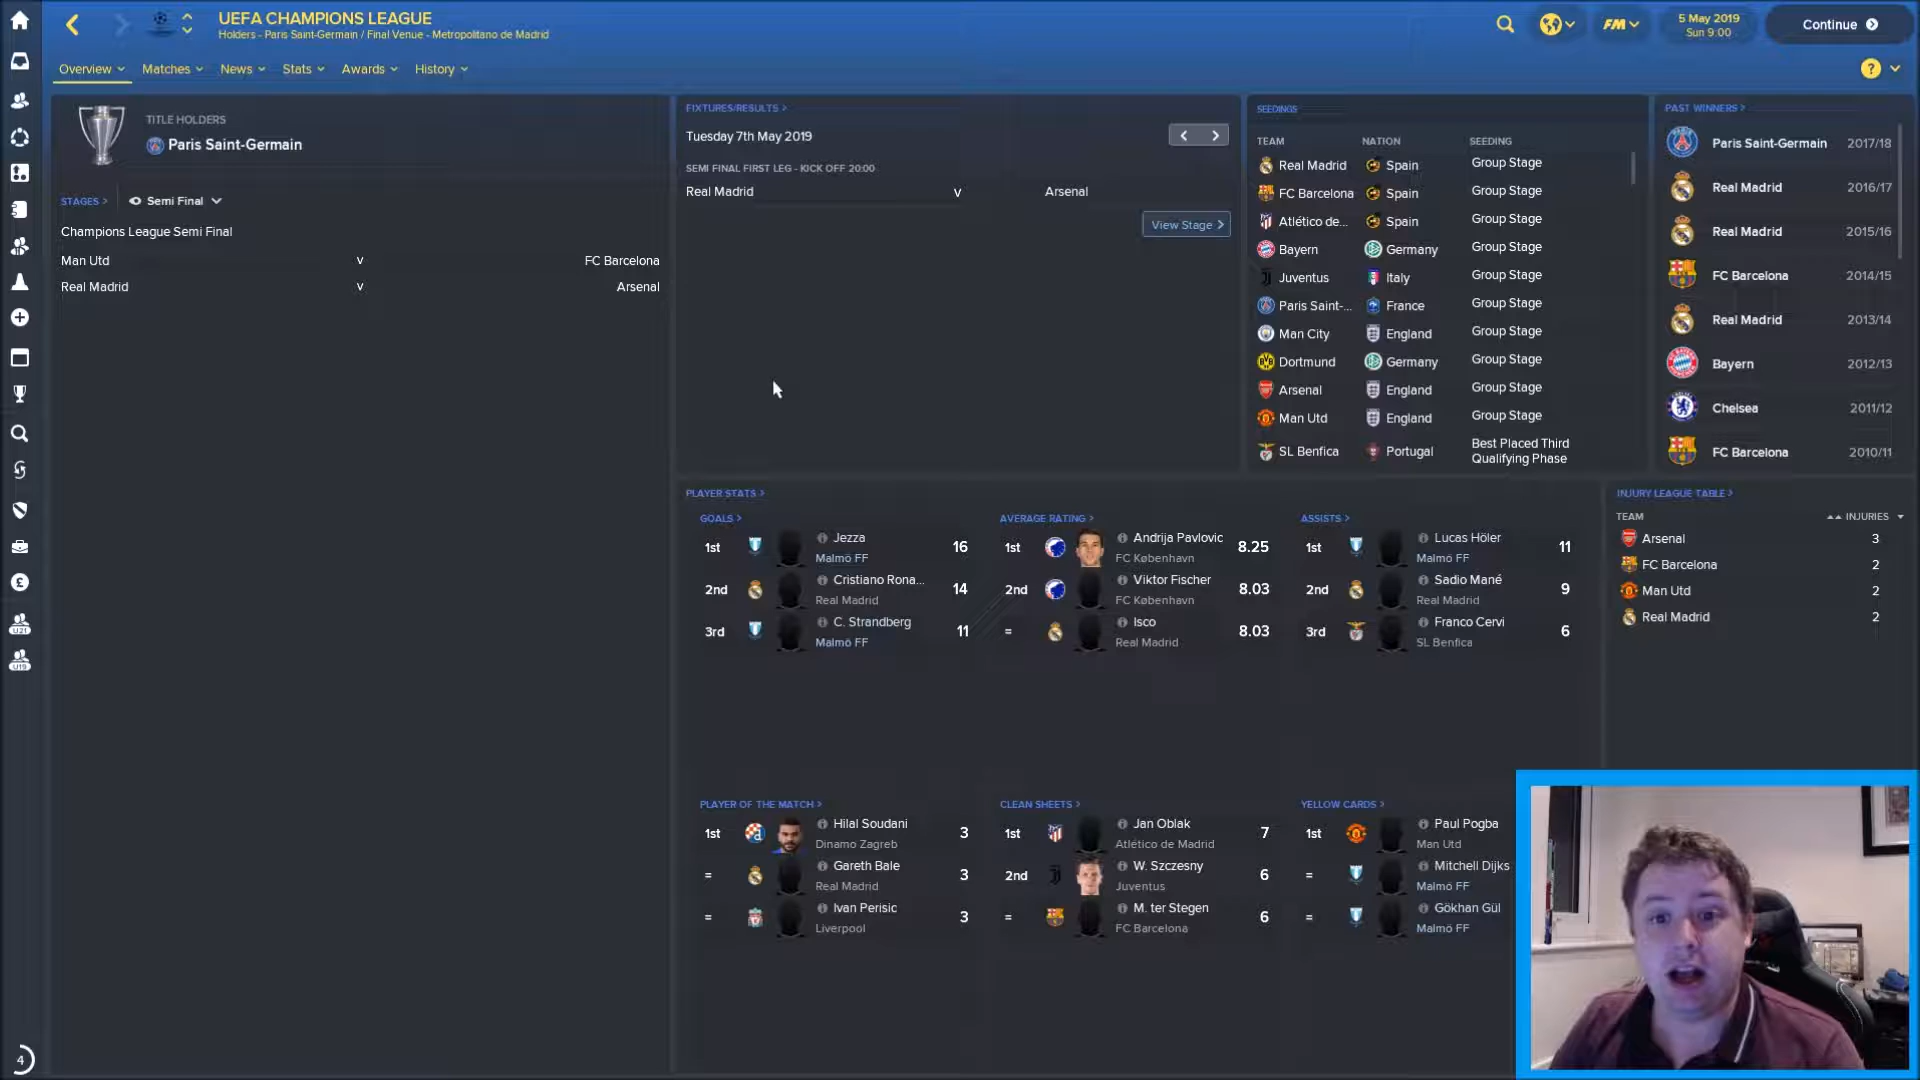 UEFA CHAMPIONS LEAGUE
Holders - Paris Saint-Germain / Final Venue - Metropolitano de Madrid
FM
5 May 2019
Sun 9:00
Continue
Overview
Matches
News
Stats
Awards
History
?
TITLE HOLDERS
Paris Saint-Germain
STAGES >
Semi Final
Champions League Semi Final
Man Utd v FC Barcelona
Real Madrid v Arsenal
FIXTURES/RESULTS >
Tuesday 7th May 2019
SEMI FINAL FIRST LEG - KICK OFF 20:00
Real Madrid v Arsenal
View Stage >
SEEDINGS
TEAM NATION SEEDING
Real Madrid Spain Group Stage
FC Barcelona Spain Group Stage
Atlético de... Spain Group Stage
Bayern Germany Group Stage
Juventus Italy Group Stage
Paris Saint-... France Group Stage
Man City England Group Stage
Dortmund Germany Group Stage
Arsenal England Group Stage
Man Utd England Group Stage
SL Benfica Portugal Best Placed Third
Qualifying Phase
PAST WINNERS >
Paris Saint-Germain 2017/18
Real Madrid 2016/17
Real Madrid 2015/16
FC Barcelona 2014/15
Real Madrid 2013/14
Bayern 2012/13
Chelsea 2011/12
FC Barcelona 2010/11
PLAYER STATS >
GOALS >
1st Jezza 16
Malmö FF
2nd Cristiano Rona... 14
Real Madrid
3rd C. Strandberg 11
Malmö FF
AVERAGE RATING >
1st Andrija Pavlovic 8.25
FC København
2nd Viktor Fischer 8.03
FC København
= Isco 8.03
Real Madrid
ASSISTS >
1st Lucas Höler 11
Malmö FF
2nd Sadio Mané 9
Real Madrid
3rd Franco Cervi 6
SL Benfica
INJURY LEAGUE TABLE >
TEAM INJURIES
Arsenal 3
FC Barcelona 2
Man Utd 2
Real Madrid 2
PLAYER OF THE MATCH >
1st Hilal Soudani 3
Dinamo Zagreb
= Gareth Bale 3
Real Madrid
= Ivan Perisic 3
Liverpool
CLEAN SHEETS >
1st Jan Oblak 7
Atlético de Madrid
2nd W. Szczesny 6
Juventus
= M. ter Stegen 6
FC Barcelona
YELLOW CARDS >
1st Paul Pogba
Man Utd
= Mitchell Dijks
Malmö FF
= Gökhan Gül
Malmö FF
U21
U19
4